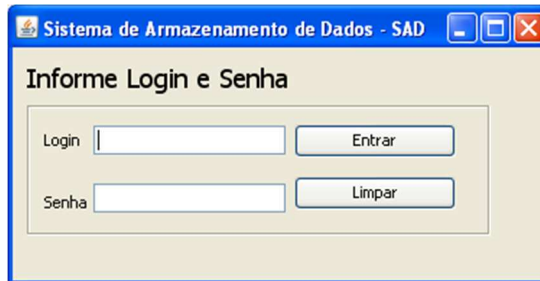 Sistema de Armazenamento de Dados - SAD
Informe Login e Senha
Login Entrar
Senha Limpar